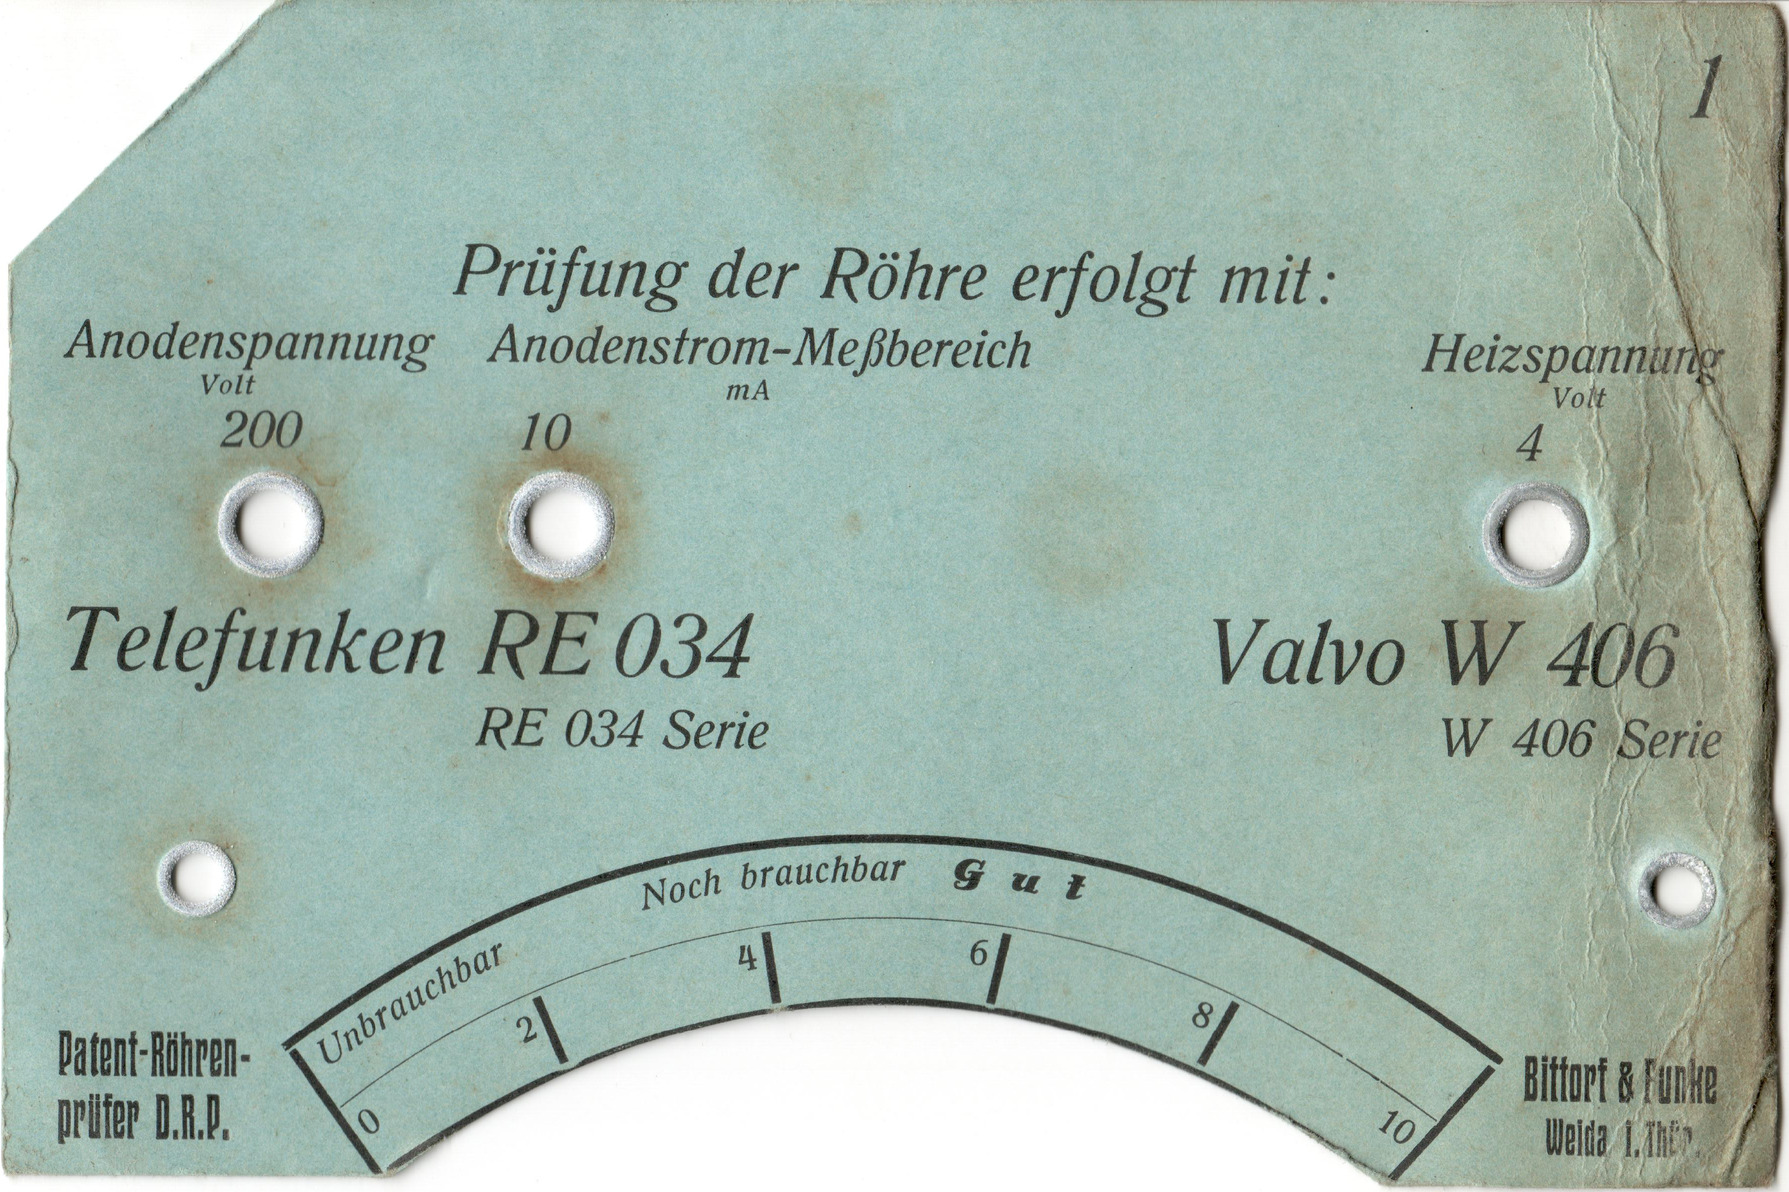 1
Prüfung der Röhre erfolgt mit:
Anodenspannung Anodenstrom-Meßbereich Heizspannung
Volt mA Volt
200 10 4
Telefunken RE 034 Valvo W 406
RE 034 Serie W 406 Serie
Unbrauchbar Noch brauchbar Gut
0 2 4 6 8 10
Patent-Röhren-
prüfer D.R.P.
Bittorf & Funke
Weida i. Thür.